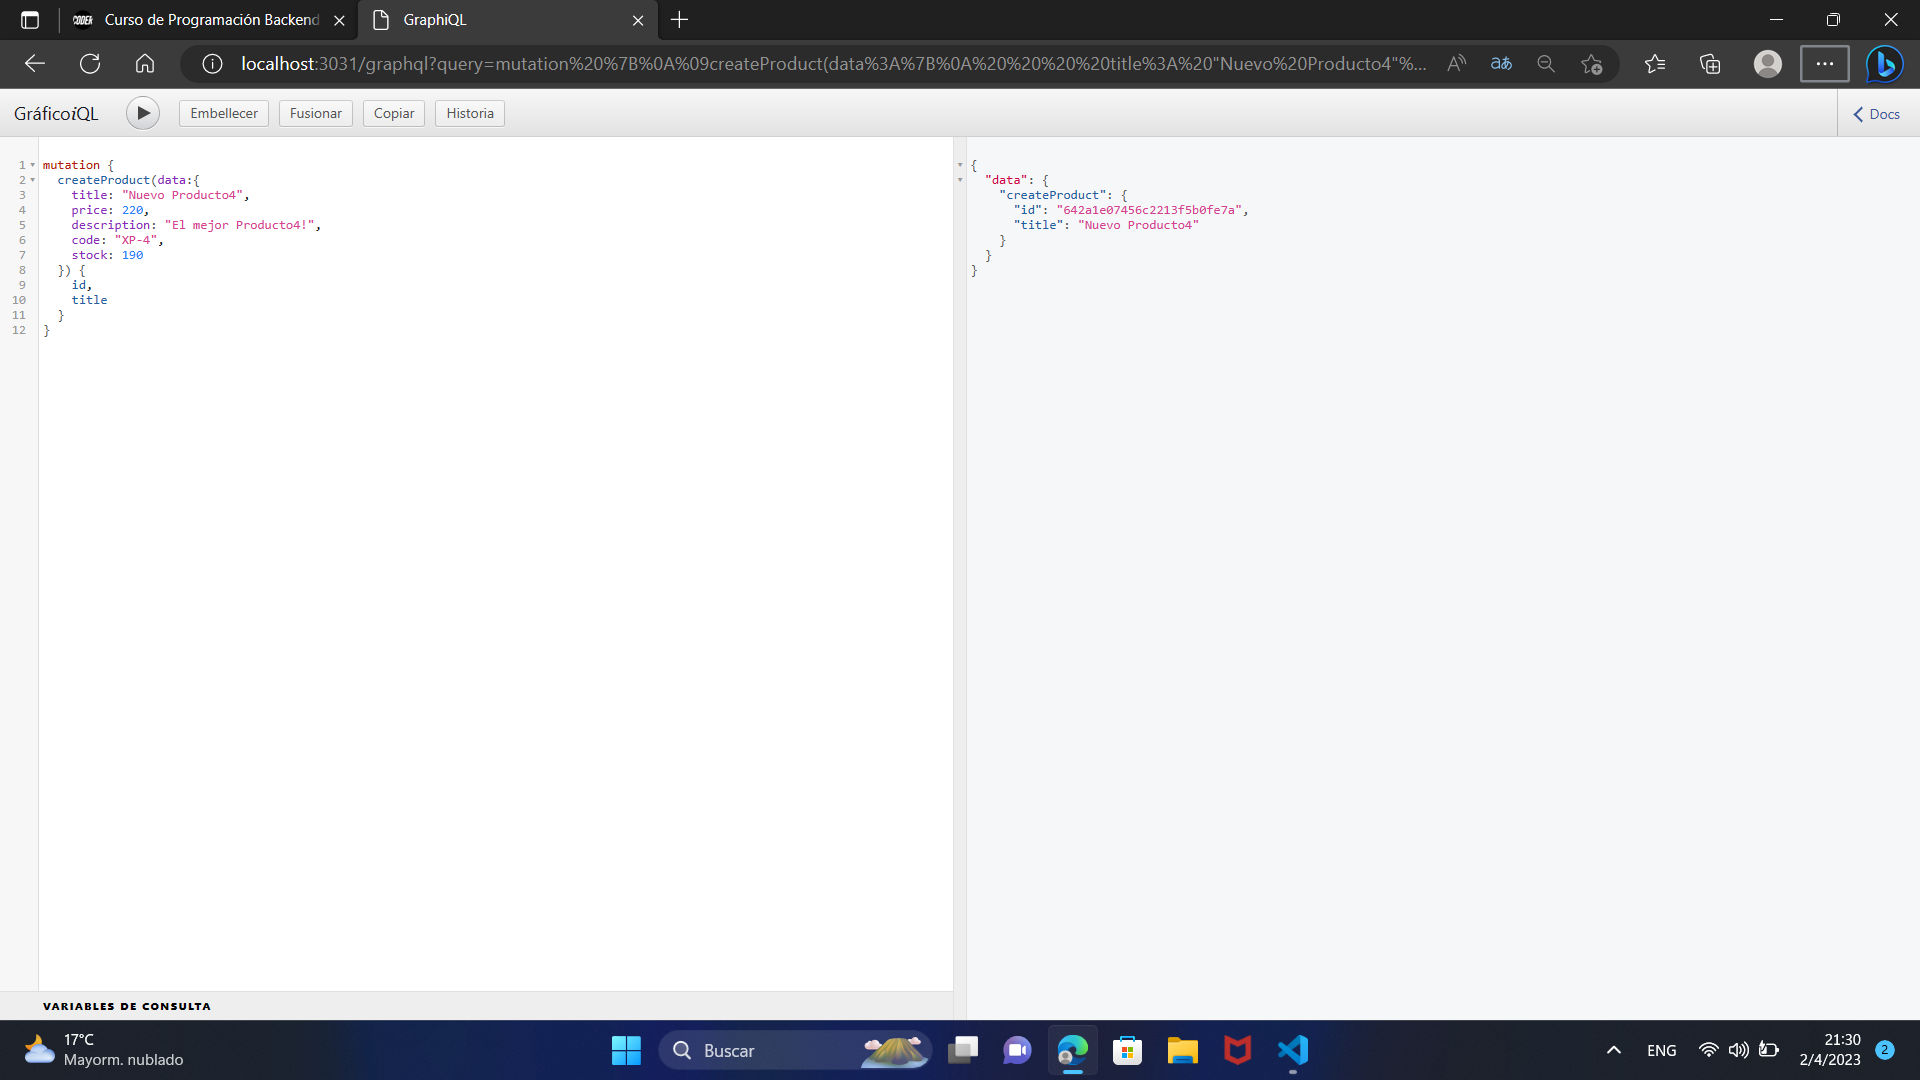 CODER Curso de Programación Backend
GraphiQL
localhost:3031/graphql?query=mutation%20%7B%0A%09createProduct(data%3A%7B%0A%20%20%20%20title%3A%20"Nuevo%20Producto4"%...
aあ
GráficoiQL
Embellecer
Fusionar
Copiar
Historia
Docs
1 mutation {
2 createProduct(data:{
3 title: "Nuevo Producto4",
4 price: 220,
5 description: "El mejor Producto4!",
6 code: "XP-4",
7 stock: 190
8 }) {
9 id,
10 title
11 }
12 }
{
"data": {
"createProduct": {
"id": "642a1e07456c2213f5b0fe7a",
"title": "Nuevo Producto4"
}
}
}
VARIABLES DE CONSULTA
17°C
Mayorm. nublado
Buscar
ENG
21:30
2/4/2023
2